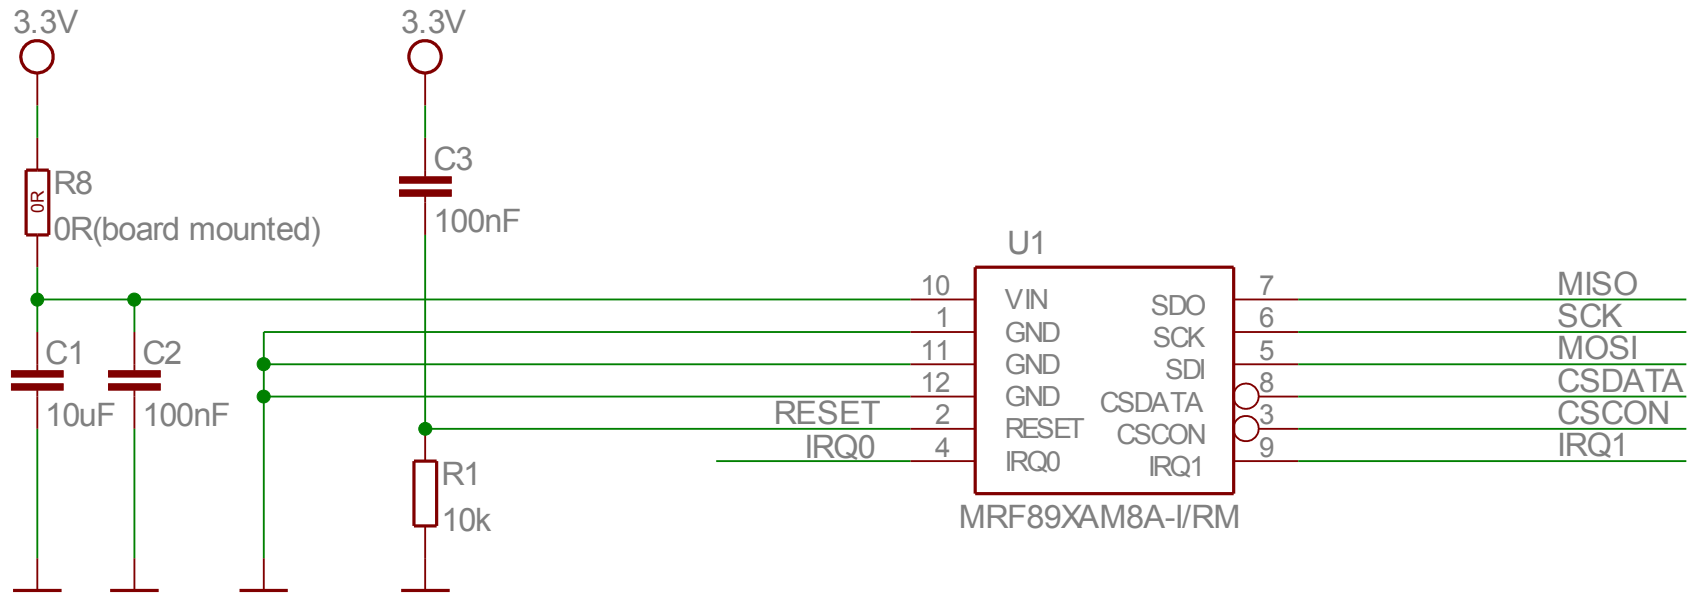 3.3V
3.3V
C3
100nF
0R
R8
0R(board mounted)
C1
10uF
C2
100nF
R1
10k
RESET
IRQ0
U1
10
1
11
12
2
4
VIN
GND
GND
GND
RESET
IRQ0
SDO
SCK
SDI
CSDATA
CSCON
IRQ1
7
6
5
8
3
9
MISO
SCK
MOSI
CSDATA
CSCON
IRQ1
MRF89XAM8A-I/RM